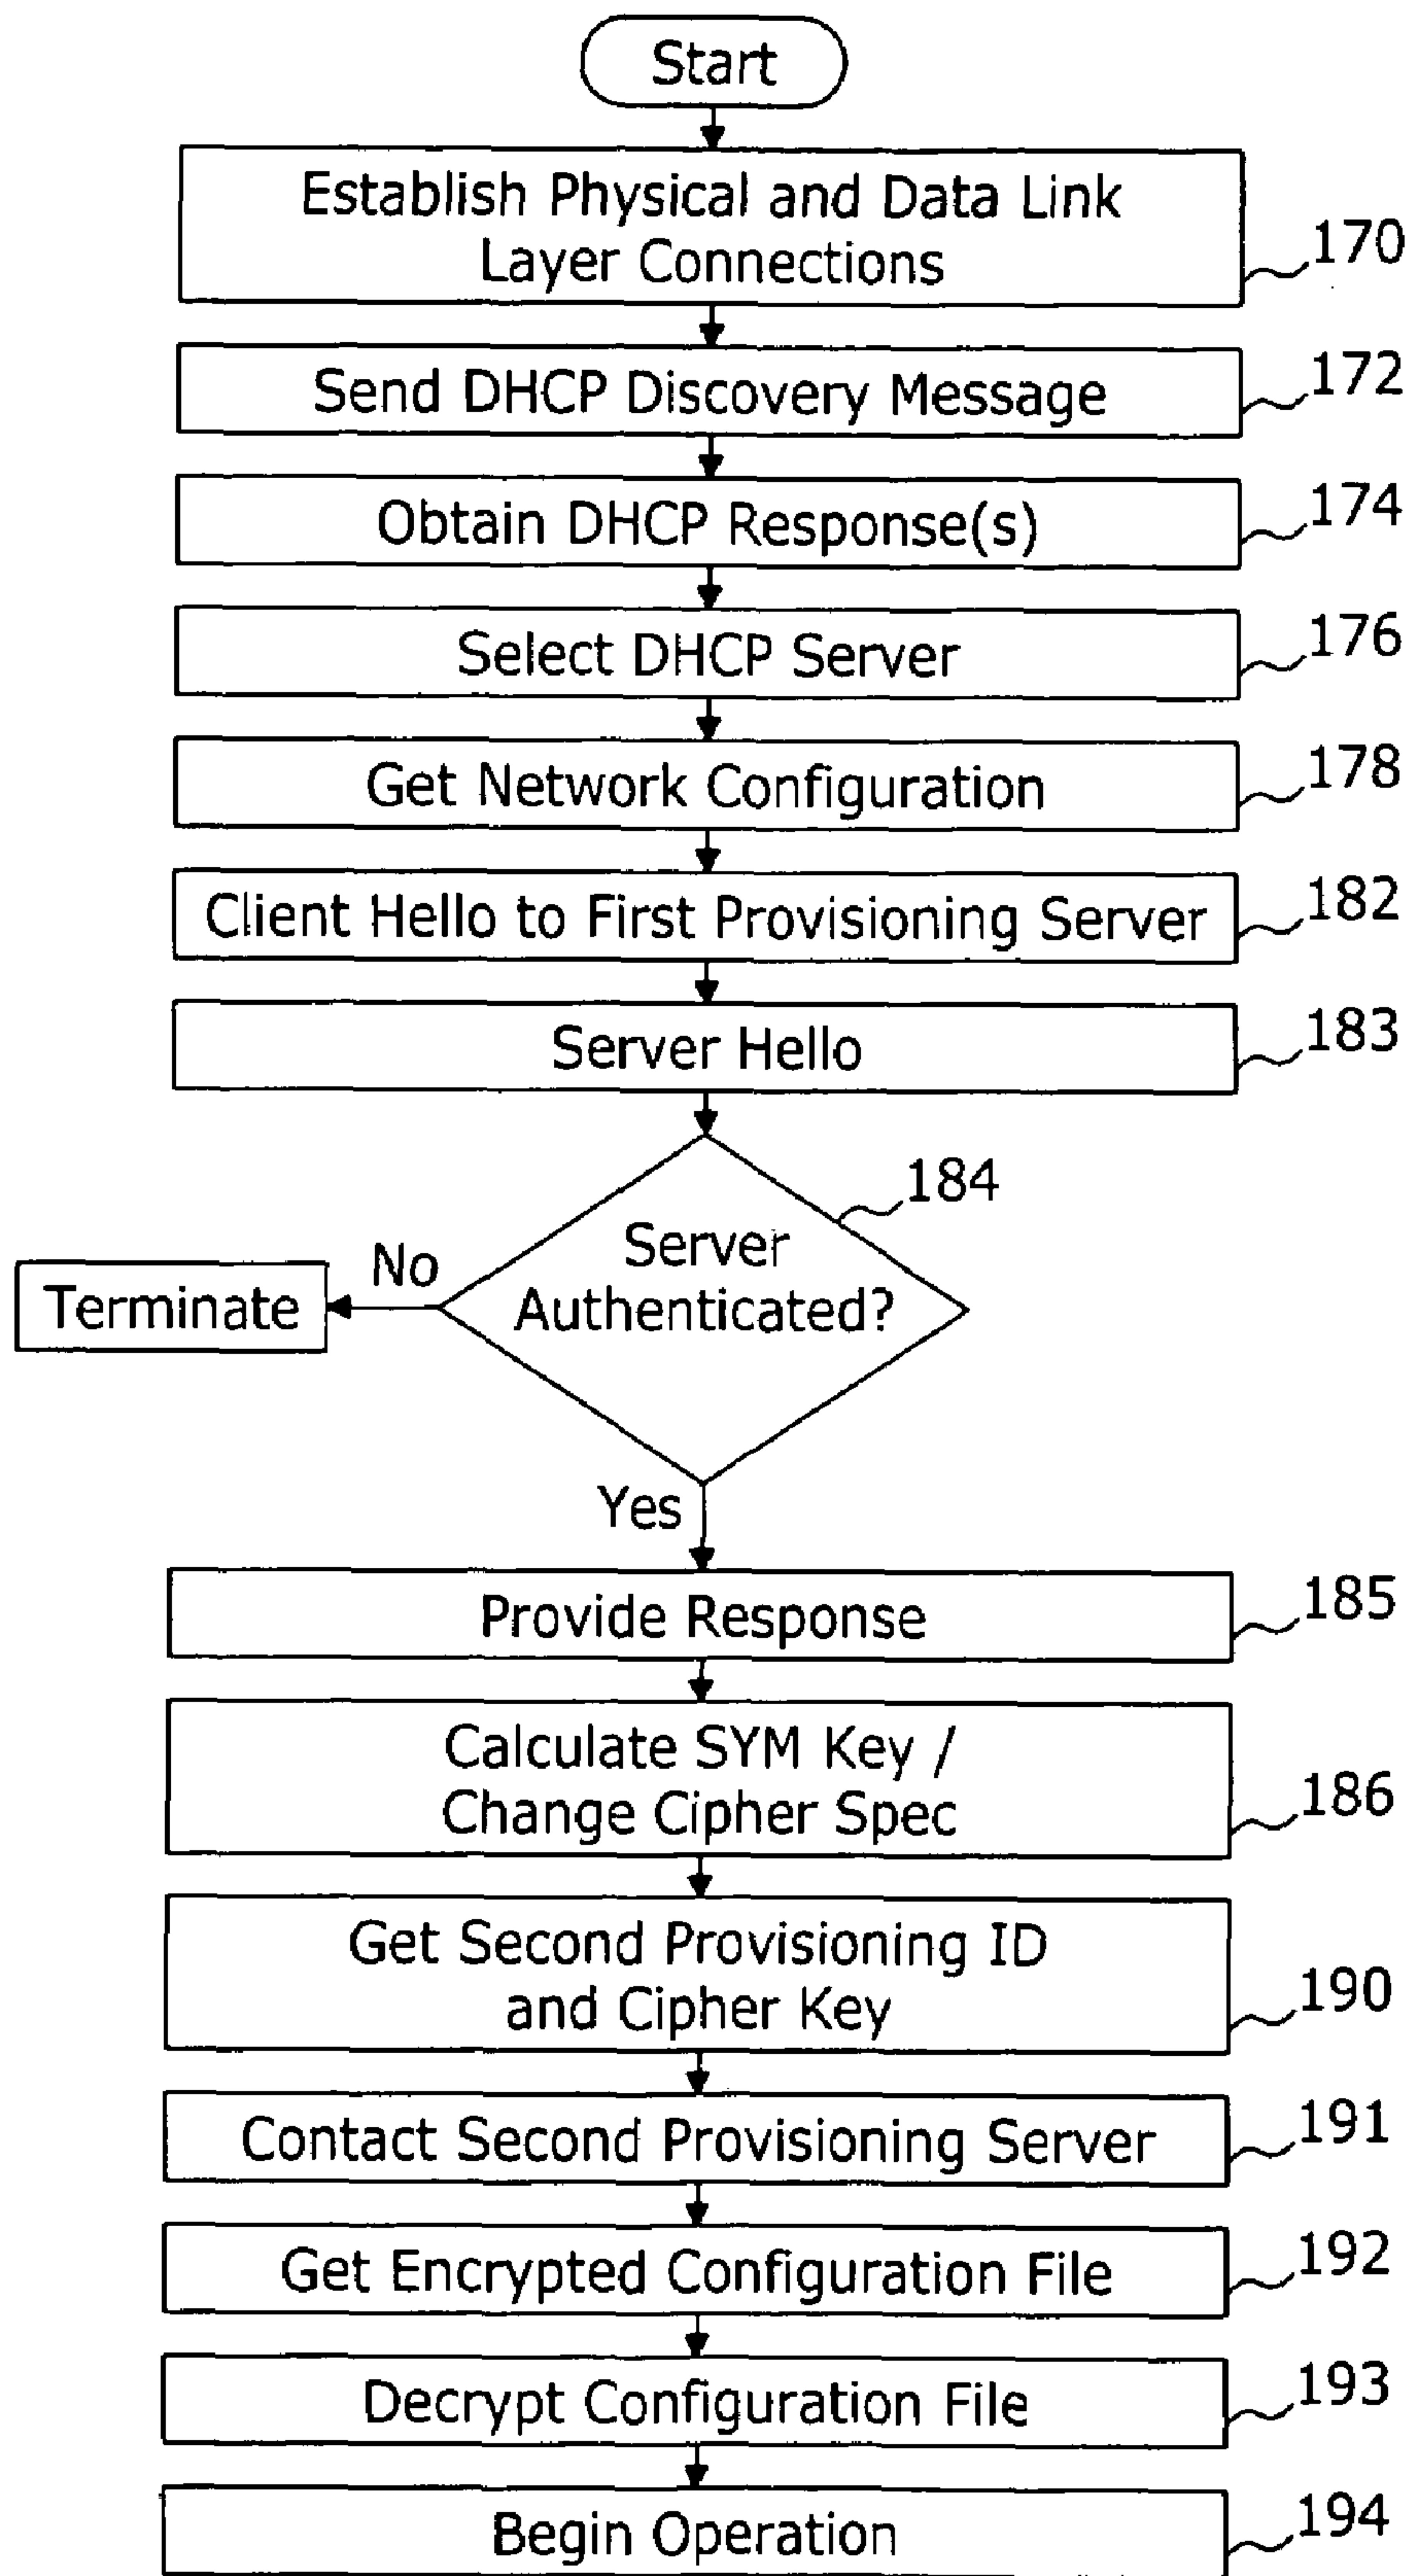 Start
Establish Physical and Data Link
Layer Connections
170
Send DHCP Discovery Message
172
Obtain DHCP Response(s)
174
Select DHCP Server
176
Get Network Configuration
178
Client Hello to First Provisioning Server
182
Server Hello
183
184
Server
Authenticated?
No
Terminate
Yes
Provide Response
185
Calculate SYM Key /
Change Cipher Spec
186
Get Second Provisioning ID
and Cipher Key
190
Contact Second Provisioning Server
191
Get Encrypted Configuration File
192
Decrypt Configuration File
193
Begin Operation
194